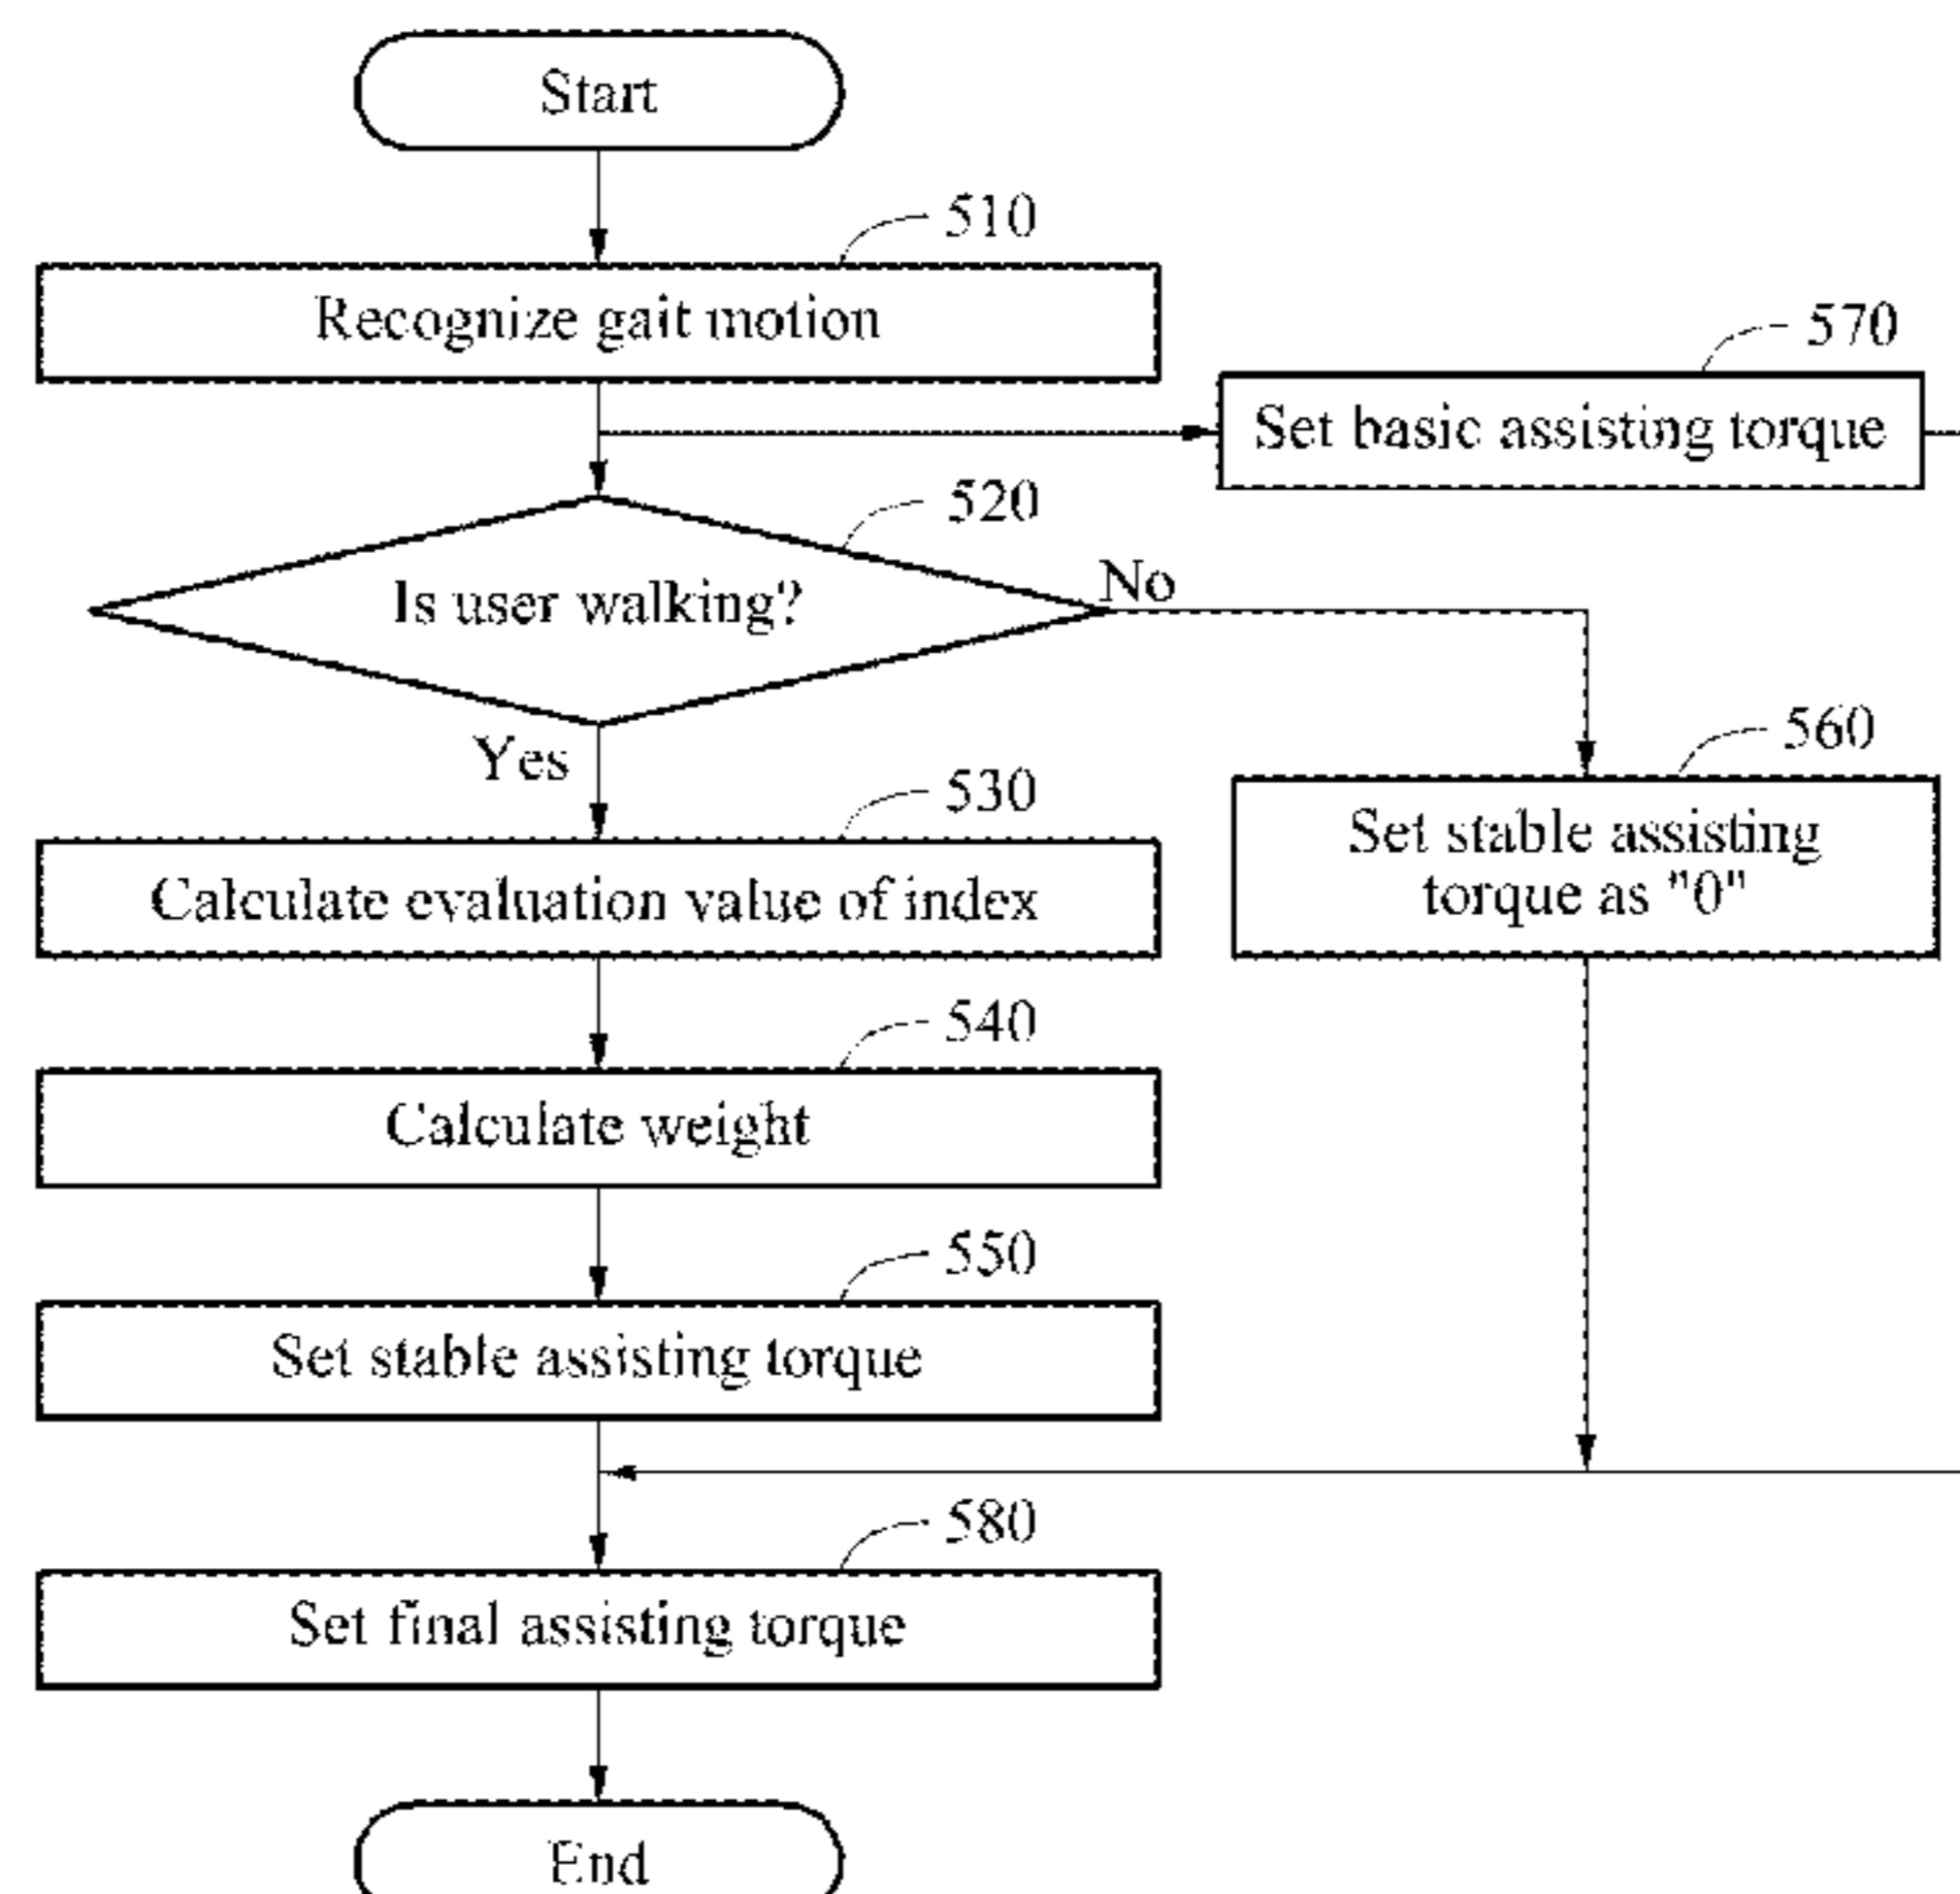 Start
510
Recognize gait motion
570
Set basic assisting torque
520
Is user walking?
No
Yes
560
Set stable assisting
torque as "0"
530
Calculate evaluation value of index
540
Calculate weight
550
Set stable assisting torque
580
Set final assisting torque
End